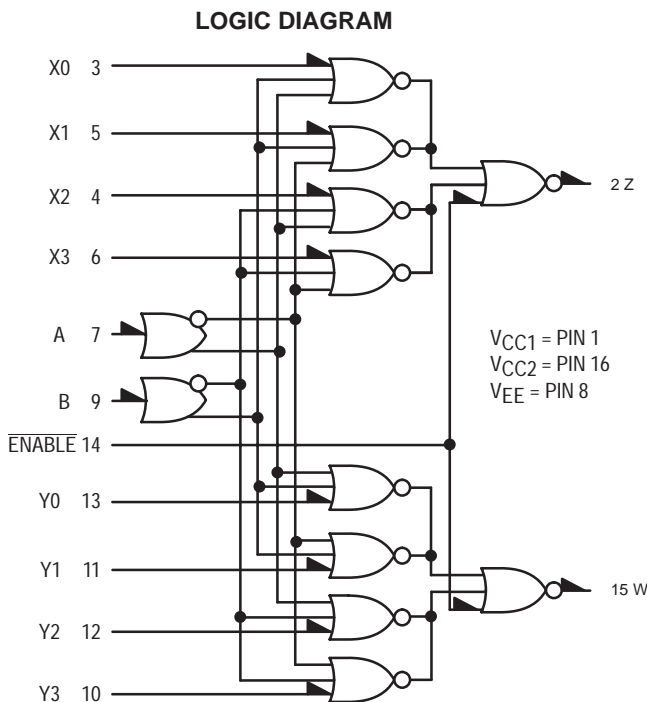 LOGIC DIAGRAM
X0 3
X1 5
X2 4
2 Z
X3 6
A 7
VCC1 = PIN 1
VCC2 = PIN 16
VEE = PIN 8
B 9
ENABLE 14
Y0 13
Y1 11
15 W
Y2 12
Y3 10